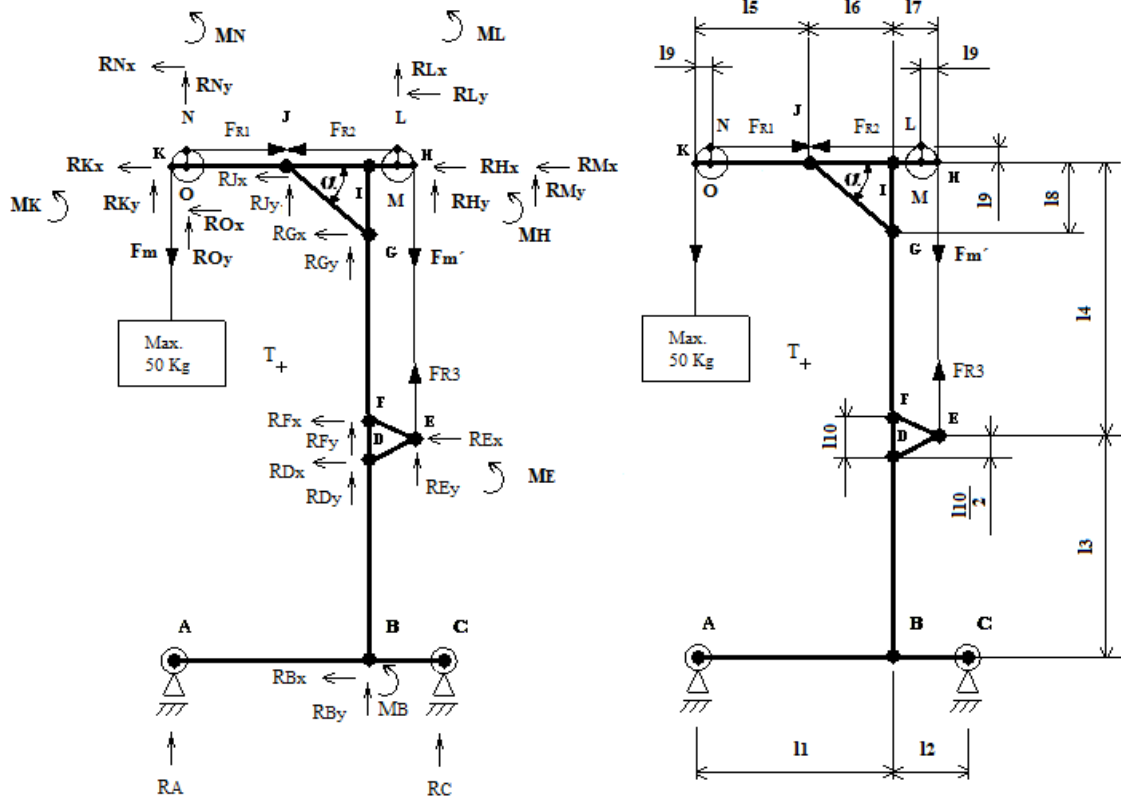 MN
ML
RNx
RNy
RLx
RLy
N
J
L
FR1
FR2
K
H
RKx
RHx
RMx
O
RJx
α
I
M
MK
RKy
RJy
RHy
RMy
ROx
MH
RGx
G
Fm
ROy
RGy
Fm´
Max.
50 Kg
T
FR3
F
RFx
E
RFy
D
REx
RDx
RDy
REy
ME
A
B
C
RBx
RBy
MB
RA
RC
l5
l6
l7
l9
l9
J
N
FR1
FR2
L
K
O
α
I
M
H
l9
l8
G
Fm´
Max.
50 Kg
l4
T
FR3
F
E
l10
D
l10
2
l3
A
B
C
l1
l2